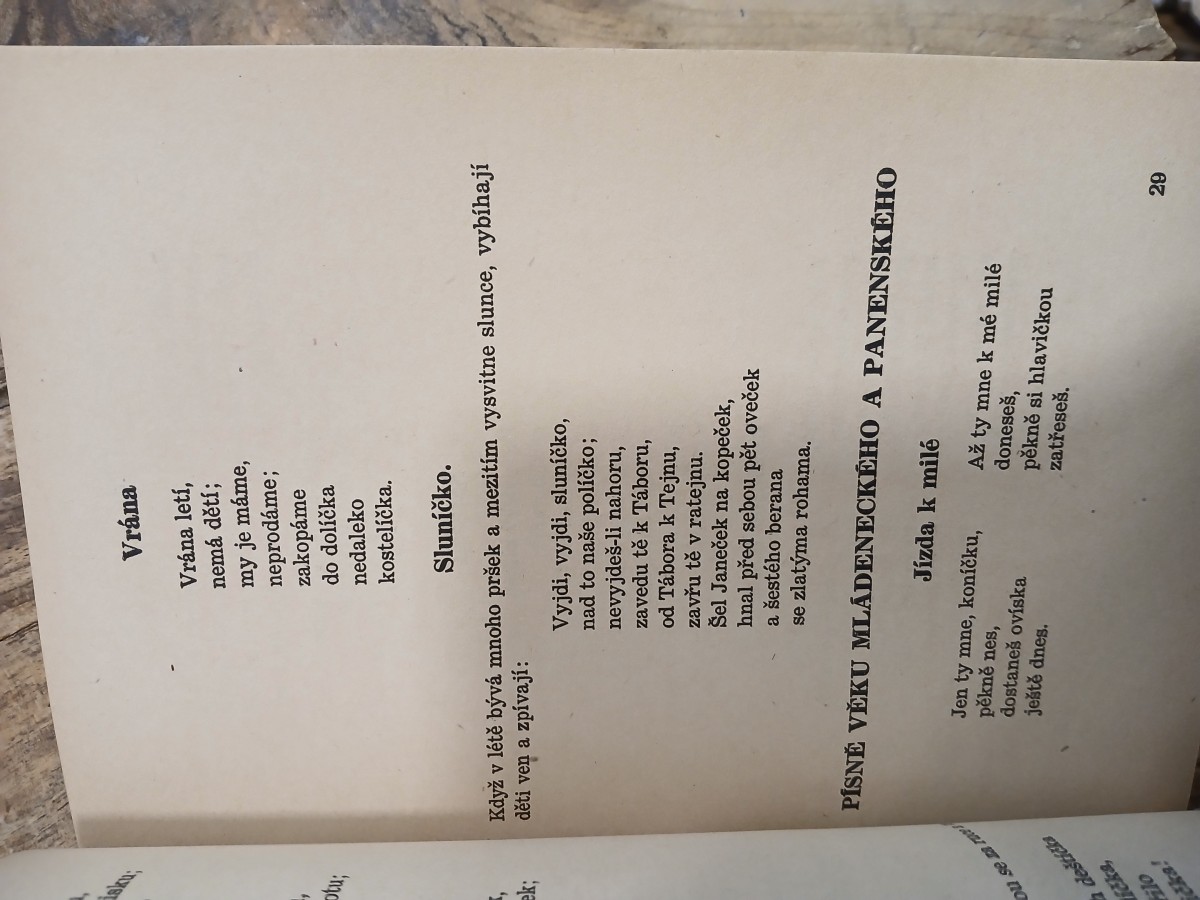 Vrána
Vrána letí,
nemá dětí;
my je máme,
neprodáme;
zakopáme
do dolíčka
nedaleko
kostelíčka.
Sluníčko.
Když v létě bývá mnoho pršek a mezitím vysvitne slunce, vybíhají
děti ven a zpívají:
Vyjdi, vyjdi, sluníčko,
nad to naše políčko;
nevyjdeš-li nahoru,
zavedu tě k Táboru,
od Tábora k Tejnu,
zavřu tě v ratejnu.
Šel Janeček na kopeček,
hnal před sebou pět oveček
a šestého berana
se zlatýma rohama.
PÍSNĚ VĚKU MLÁDENECKÉHO A PANENSKÉHO
Jízda k milé
Jen ty mne, koníčku,
pěkně nes,
dostaneš ovíska
ještě dnes.
Až ty mne k mé milé
doneseš,
pěkně si hlavičkou
zatřeseš.
29